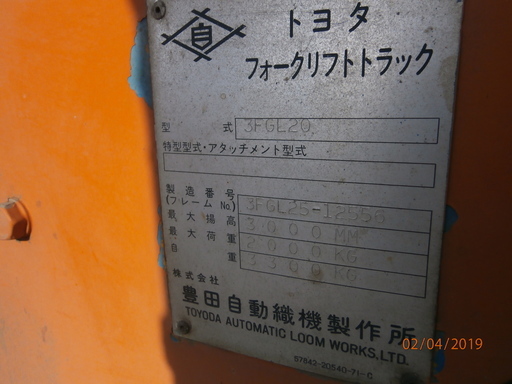 自
トヨタ
フォークリフトトラック
型式 3FGL20
特型型式・アタッチメント型式
製造番号
(フレームNo.) 3FGL25-12556
最大揚高 3000MM
最大荷重 2000KG
自重 3300KG
株式会社
豊田自動織機製作所
TOYODA AUTOMATIC LOOM WORKS,LTD.
57842-20540-71-C
02/04/2019